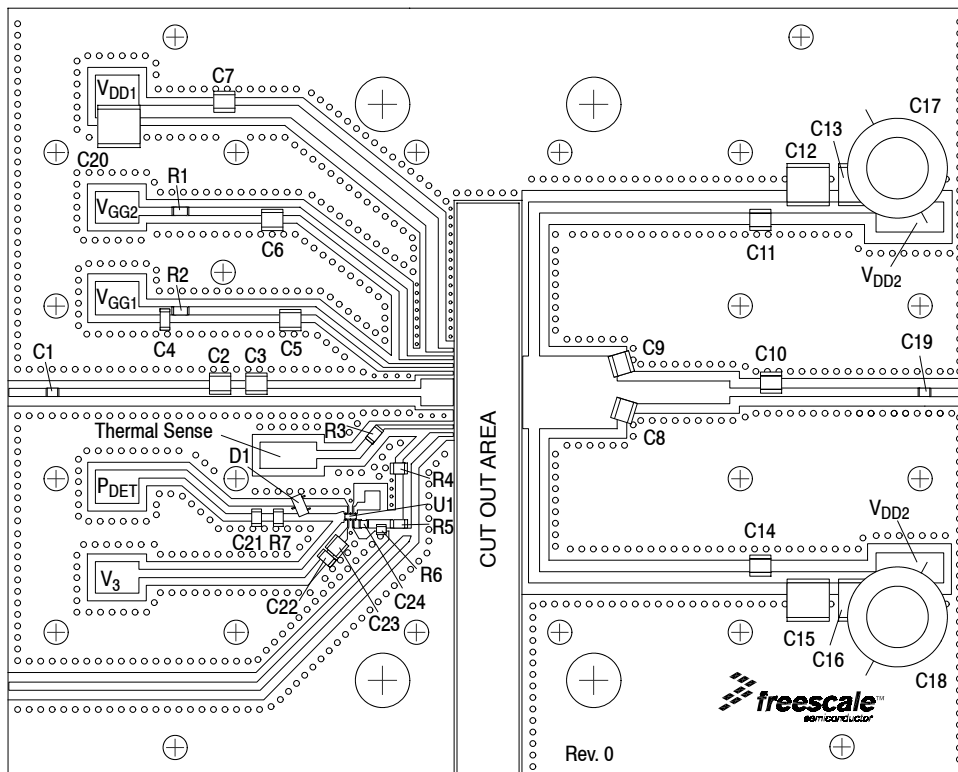 C7
VDD1
C17
C13
C12
C20
R1
VGG2
C6
C11
VDD2
R2
VGG1
C4
C5
C1
C2
C3
C9
C10
C19
R3
Thermal Sense
C8
D1
R4
PDET
U1
CUT OUT AREA
R5
VDD2
C21
R7
C14
R6
V3
C22
C24
C23
C15
C16
C18
freescale™
semiconductor
Rev. 0